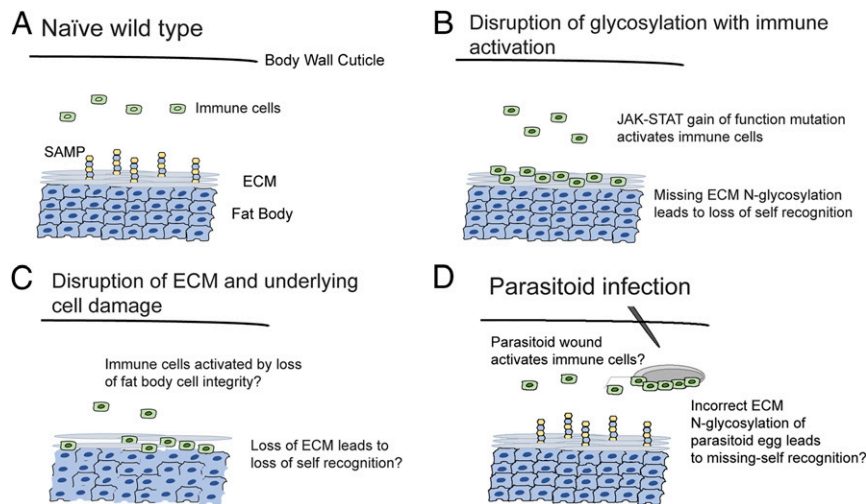 A Naïve wild type
Body Wall Cuticle
Immune cells
SAMP
ECM
Fat Body
B Disruption of glycosylation with immune
activation
JAK-STAT gain of function mutation
activates immune cells
Missing ECM N-glycosylation
leads to loss of self recognition
C Disruption of ECM and underlying
cell damage
Immune cells activated by loss
of fat body cell integrity?
Loss of ECM leads to
loss of self recognition?
D Parasitoid infection
Parasitoid wound
activates immune cells?
Incorrect ECM
N-glycosylation of
parasitoid egg leads
to missing-self recognition?